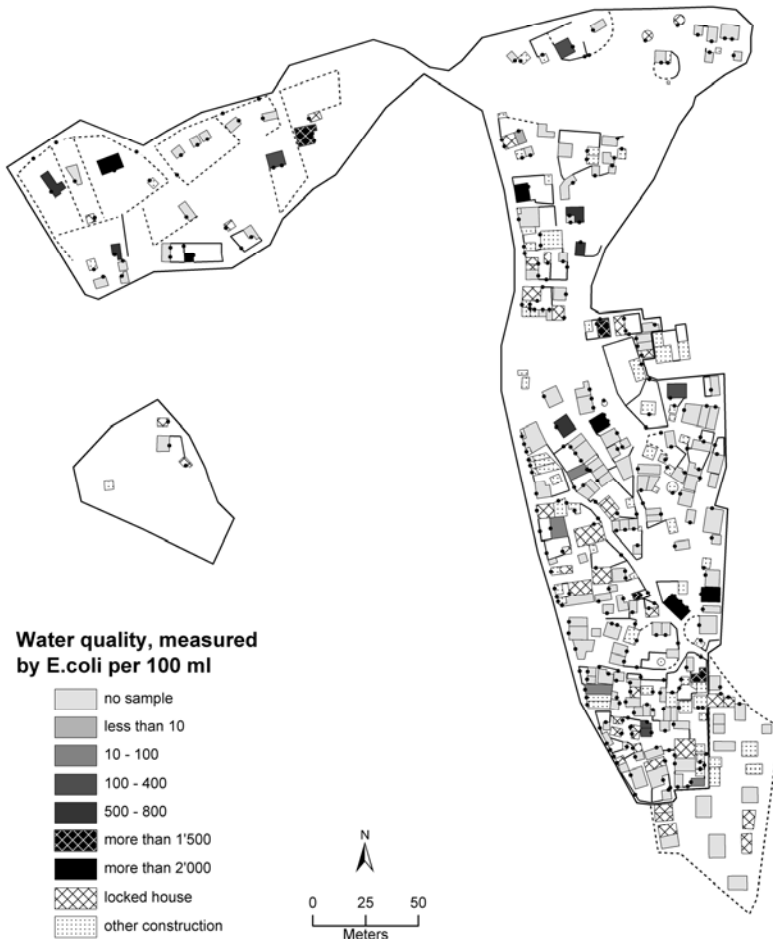 Water quality, measured
by E.coli per 100 ml
no sample
less than 10
10 - 100
100 - 400
500 - 800
more than 1'500
more than 2'000
locked house
other construction
N
0 25 50
Meters